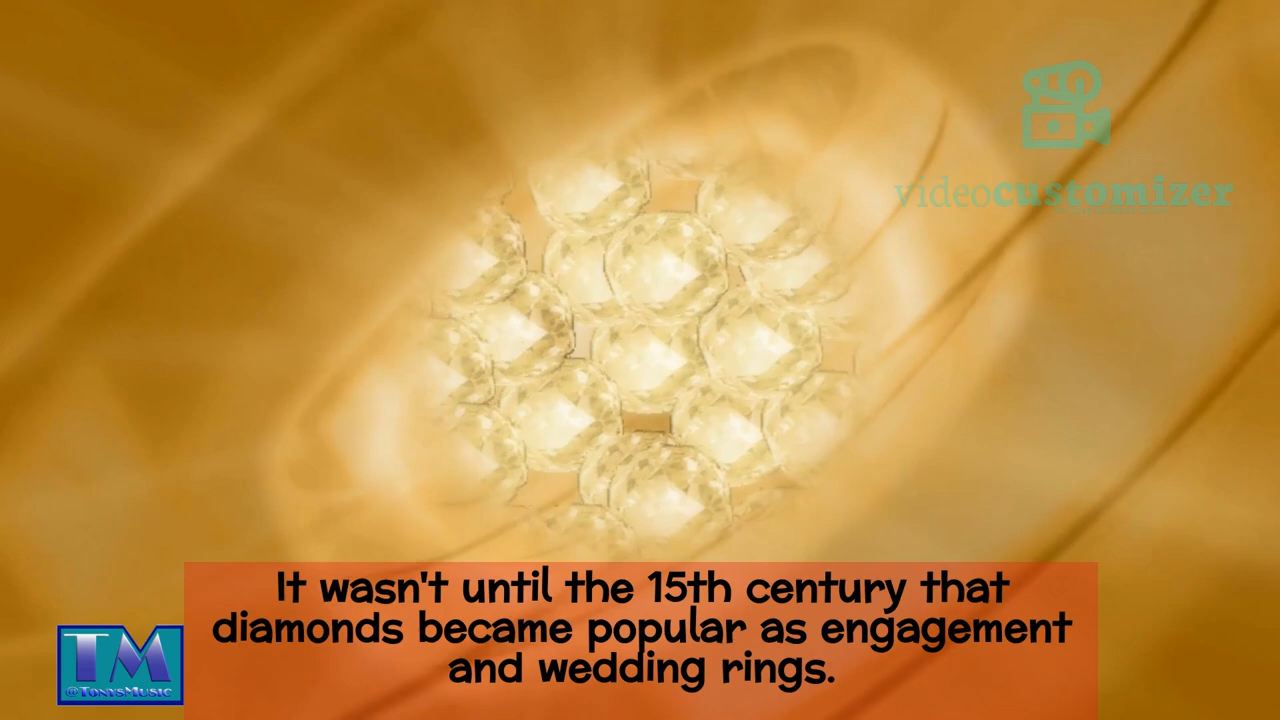 videocustomizer
It wasn't until the 15th century that
diamonds became popular as engagement
and wedding rings.
TM
@TonysMusic